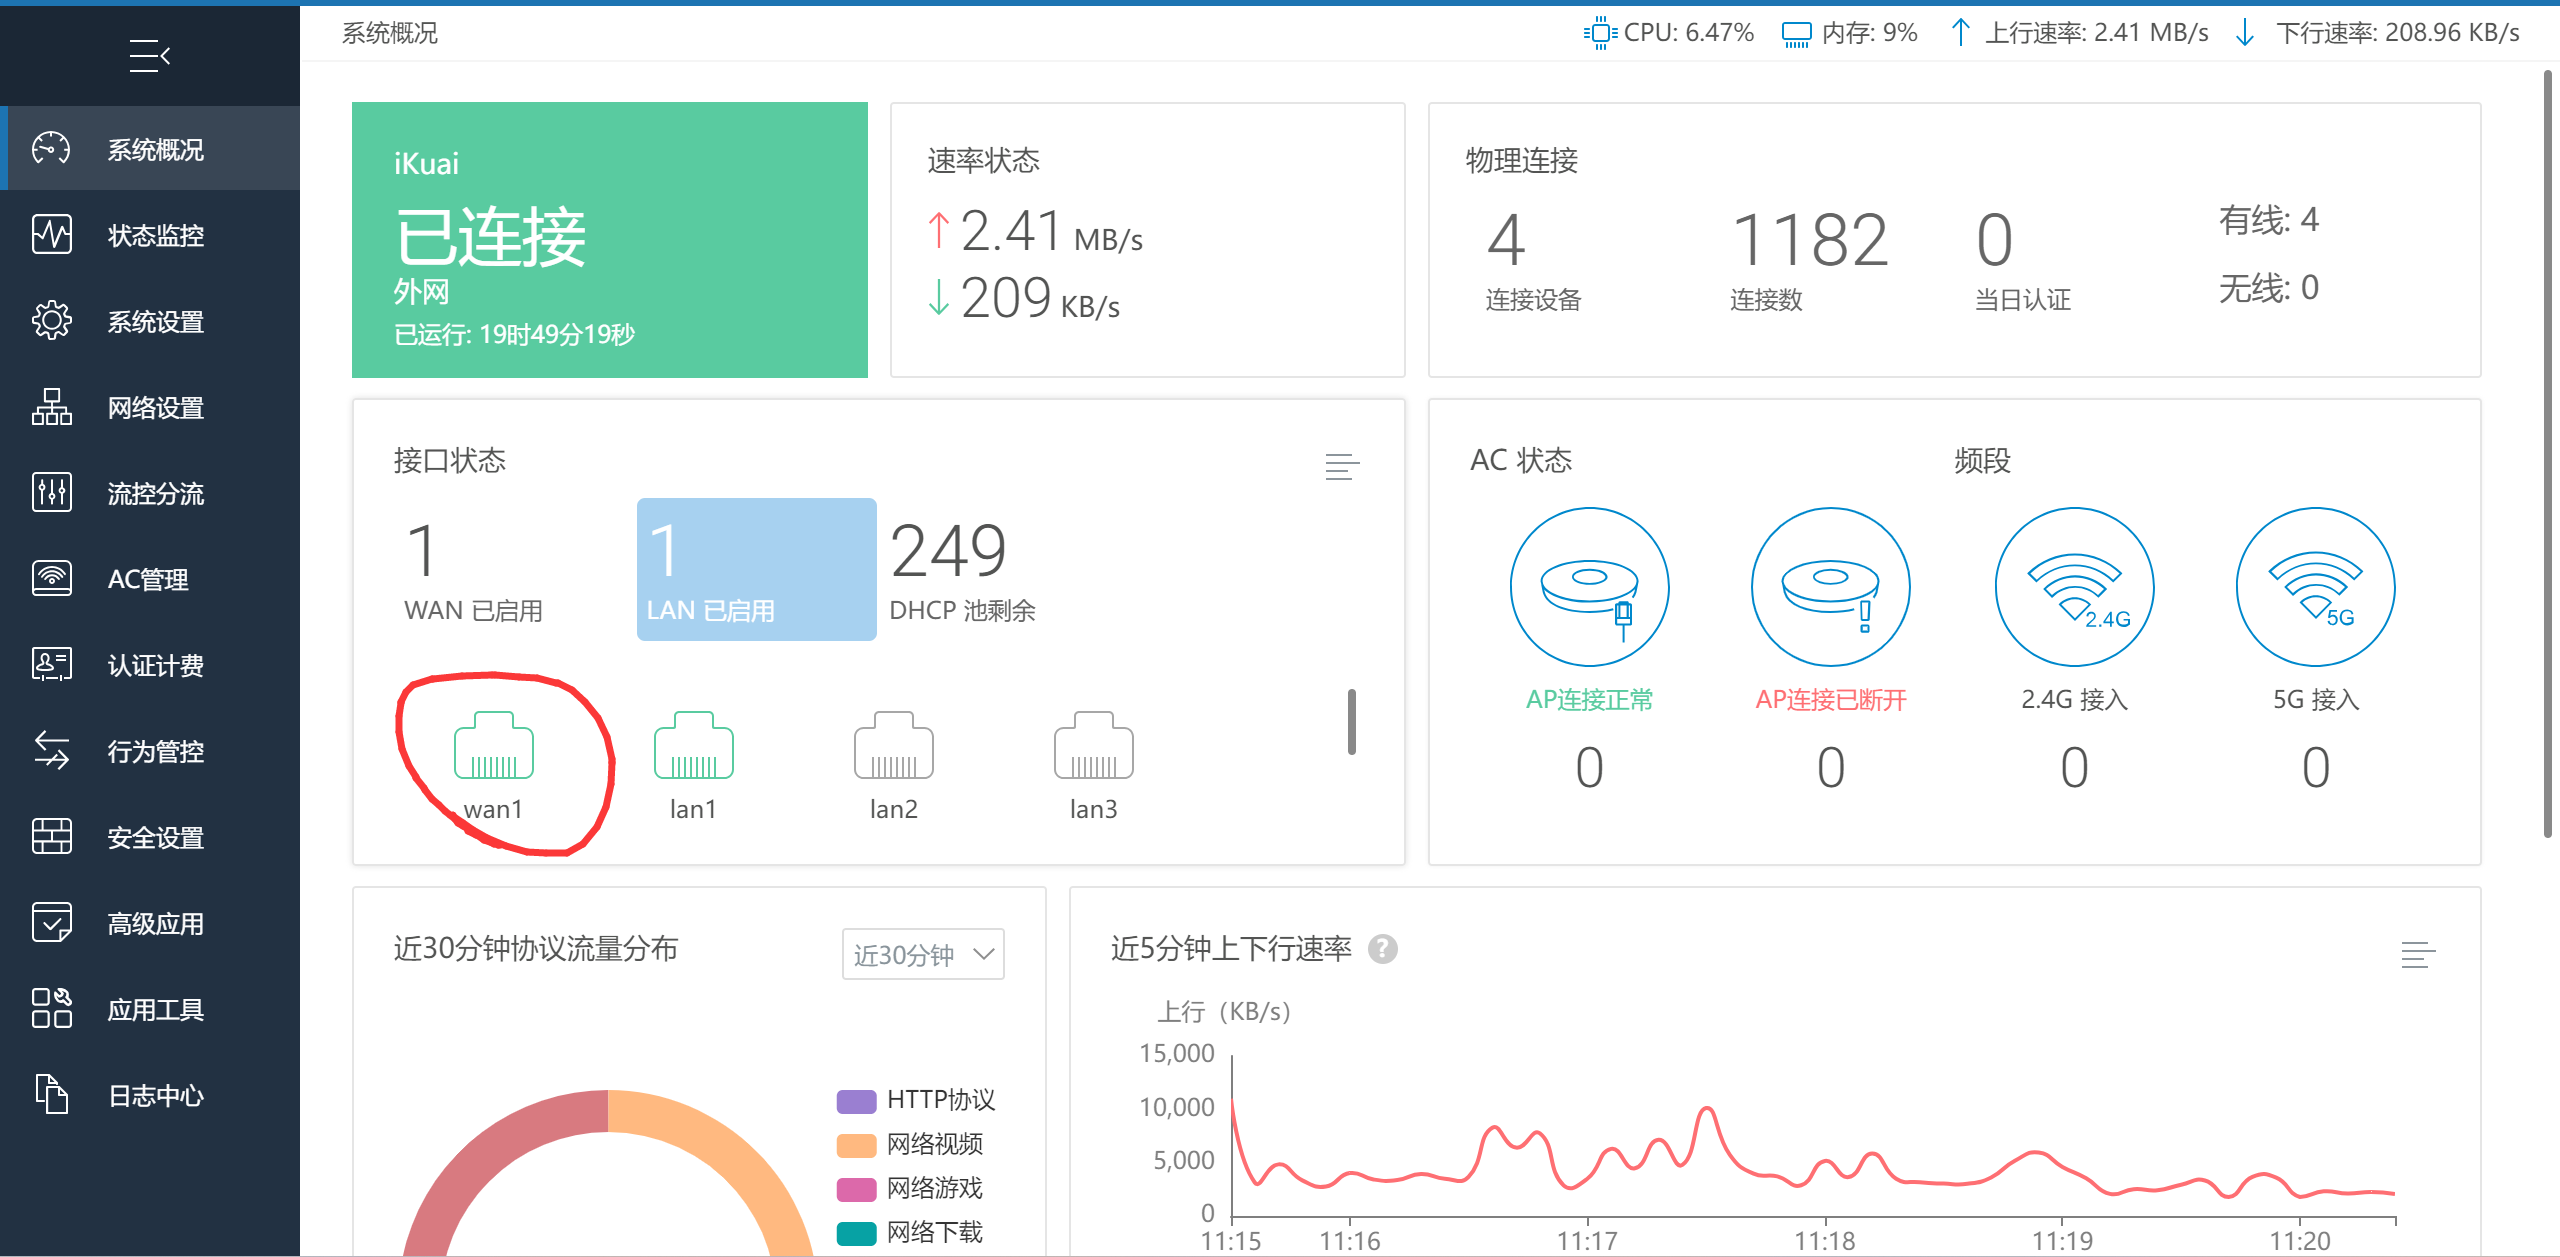 系统概况
CPU: 6.47%
内存: 9%
上行速率: 2.41 MB/s
下行速率: 208.96 KB/s
系统概况
状态监控
系统设置
网络设置
流控分流
AC管理
认证计费
行为管控
安全设置
高级应用
应用工具
日志中心
iKuai
已连接
外网
已运行: 19时49分19秒
速率状态
2.41 MB/s
209 KB/s
物理连接
4
连接设备
1182
连接数
0
当日认证
有线: 4
无线: 0
接口状态
1
WAN 已启用
1
LAN 已启用
249
DHCP 池剩余
wan1
lan1
lan2
lan3
AC 状态
频段
2.4G
5G
AP连接正常
AP连接已断开
2.4G 接入
5G 接入
0
0
0
0
近30分钟协议流量分布
近30分钟
HTTP协议
网络视频
网络游戏
网络下载
近5分钟上下行速率
?
上行（KB/s）
15,000
10,000
5,000
0
11:15
11:16
11:17
11:18
11:19
11:20